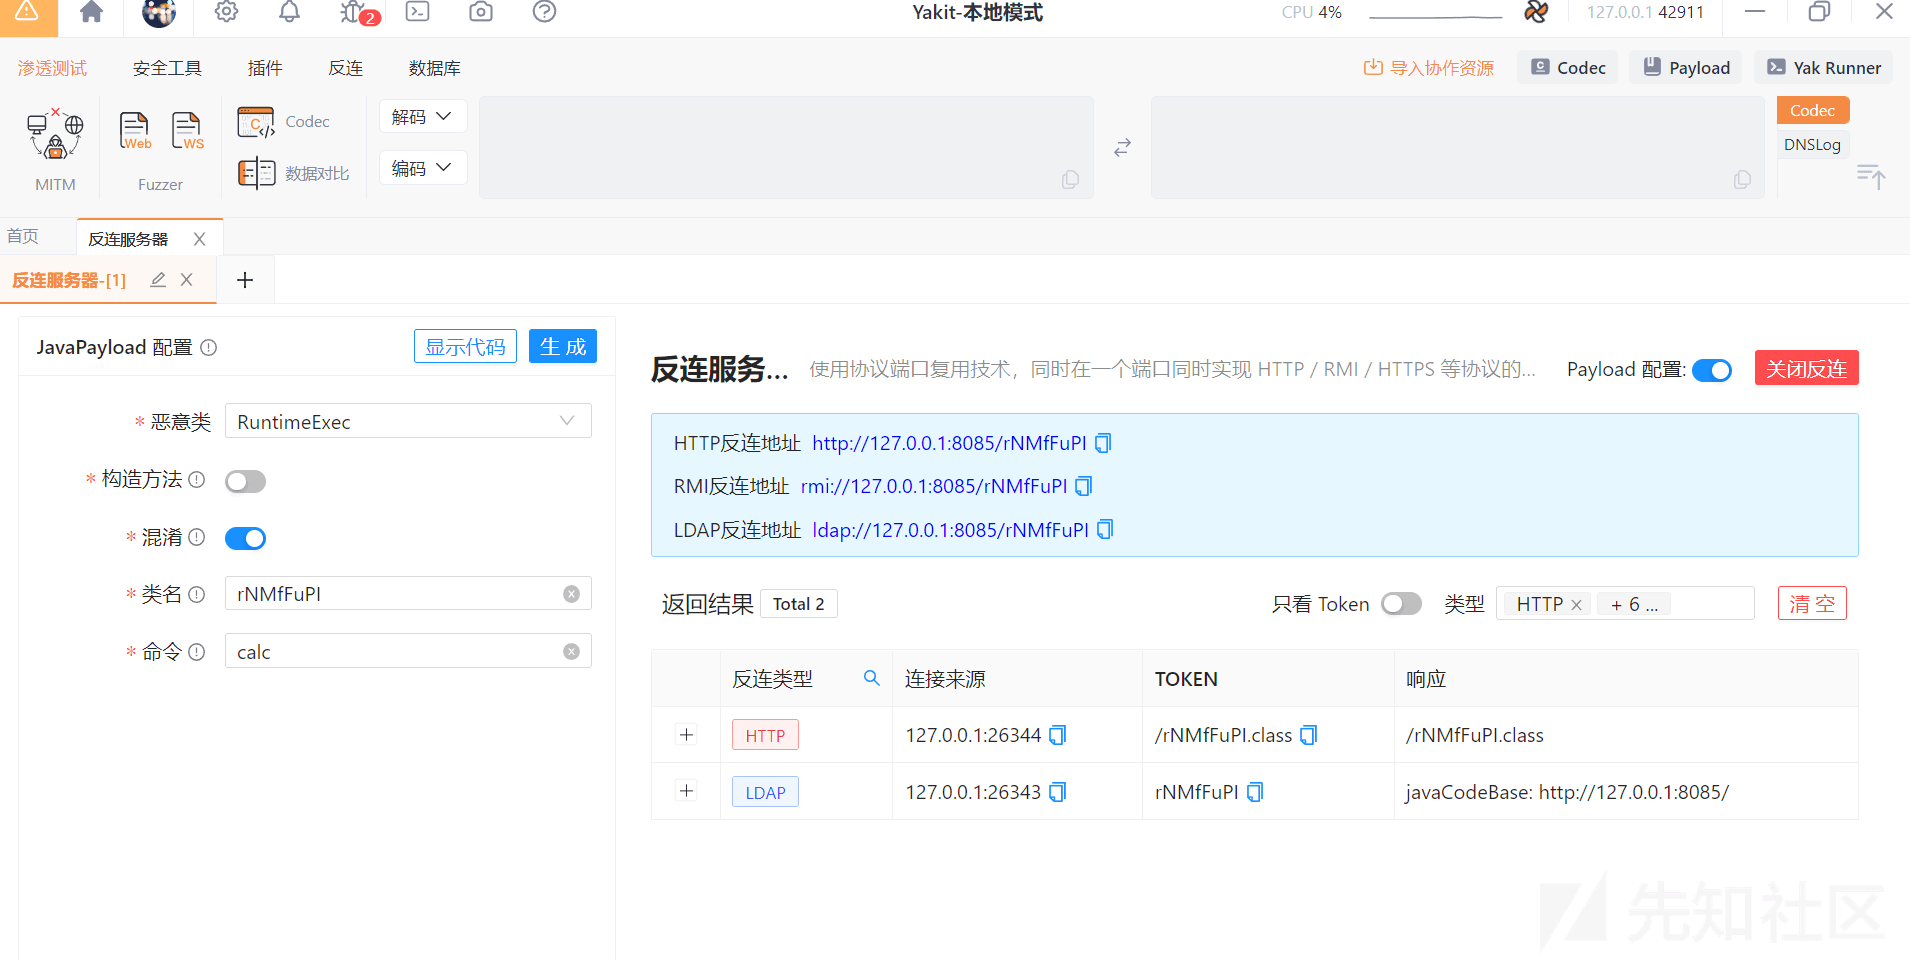 2
Yakit-本地模式
CPU 4%
127.0.0.1 42911
渗透测试
安全工具
插件
反连
数据库
导入协作资源
Codec
Payload
Yak Runner
MITM
Web
WS
Fuzzer
Codec
数据对比
解码
编码
Codec
DNSLog
首页
反连服务器
反连服务器-[1]
JavaPayload 配置
显示代码
生 成
* 恶意类 RuntimeExec
* 构造方法
* 混淆
* 类名 rNMfFuPI
* 命令 calc
反连服务...
使用协议端口复用技术，同时在一个端口同时实现 HTTP / RMI / HTTPS 等协议的...
Payload 配置:
关闭反连
HTTP反连地址 http://127.0.0.1:8085/rNMfFuPI
RMI反连地址 rmi://127.0.0.1:8085/rNMfFuPI
LDAP反连地址 ldap://127.0.0.1:8085/rNMfFuPI
返回结果 Total 2
只看 Token
类型 HTTP + 6 ...
清 空
反连类型 连接来源 TOKEN 响应
HTTP 127.0.0.1:26344 /rNMfFuPI.class /rNMfFuPI.class
LDAP 127.0.0.1:26343 rNMfFuPI javaCodeBase: http://127.0.0.1:8085/
先知社区